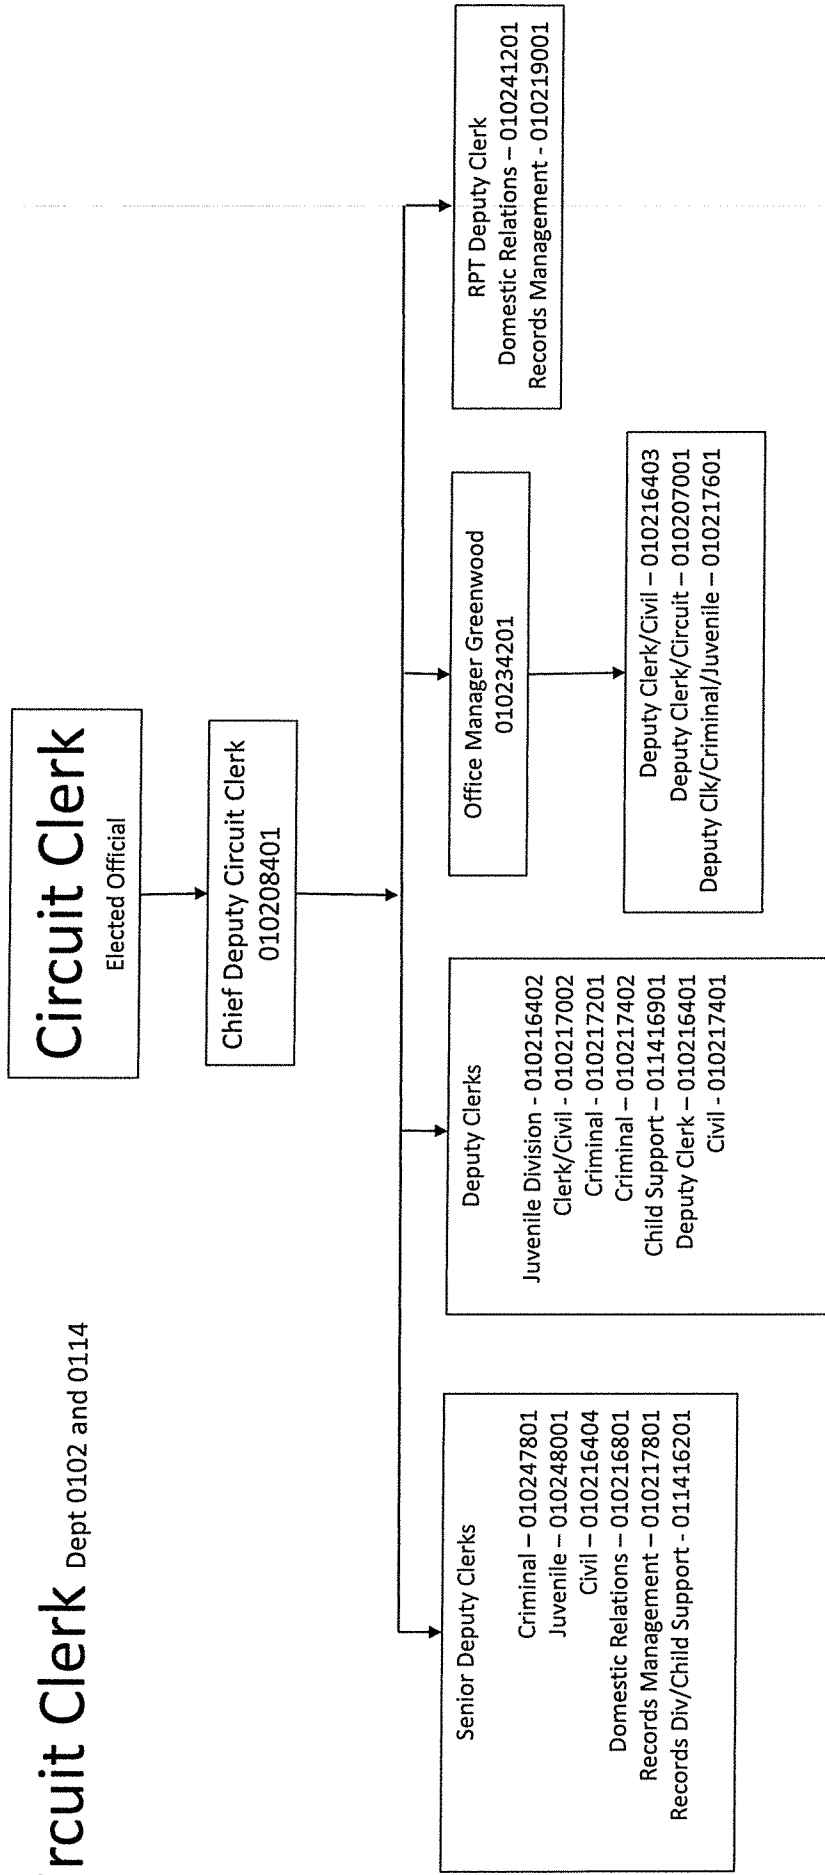 rcuit Clerk Dept 0102 and 0114
Circuit Clerk
Elected Official
Chief Deputy Circuit Clerk
010208401
Senior Deputy Clerks
Criminal – 010247801
Juvenile – 010248001
Civil – 010216404
Domestic Relations – 010216801
Records Management – 010217801
Records Div/Child Support - 011416201
Deputy Clerks
Juvenile Division - 010216402
Clerk/Civil - 010217002
Criminal - 010217201
Criminal – 010217402
Child Support – 011416901
Deputy Clerk – 010216401
Civil - 010217401
Office Manager Greenwood
010234201
Deputy Clerk/Civil – 010216403
Deputy Clerk/Circuit – 010207001
Deputy Clk/Criminal/Juvenile – 010217601
RPT Deputy Clerk
Domestic Relations – 010241201
Records Management - 010219001